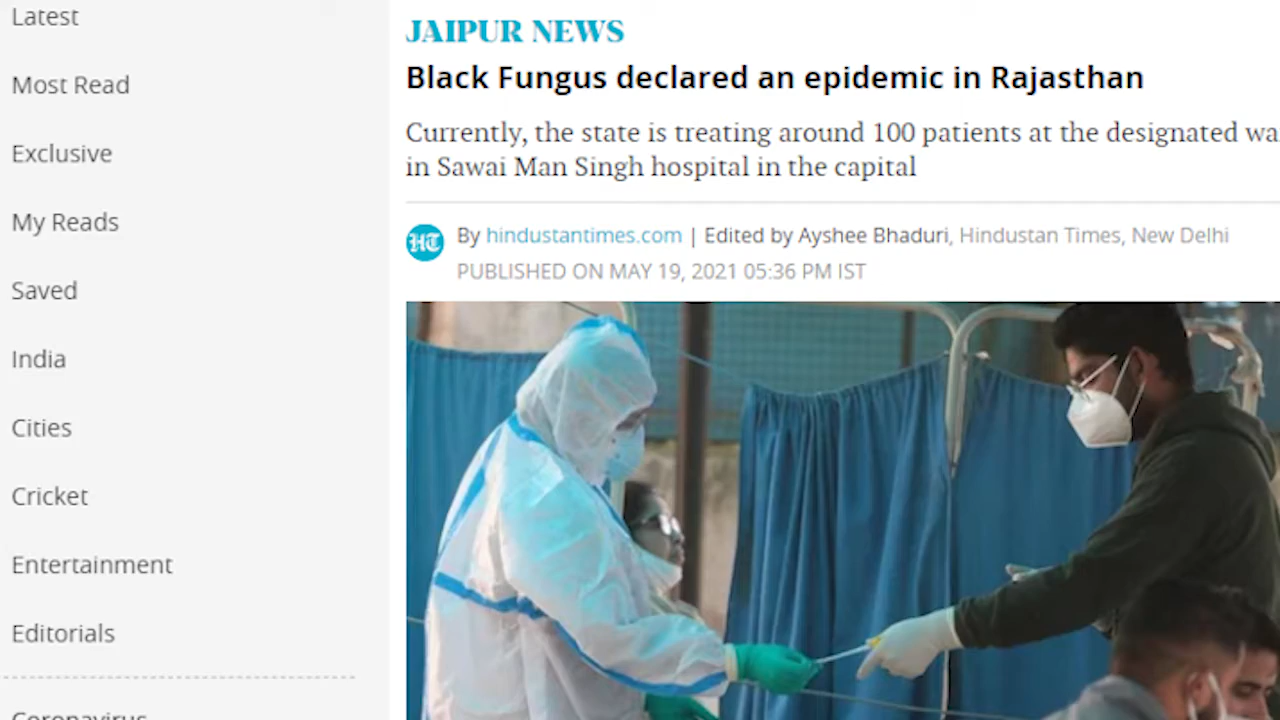 Latest
Most Read
Exclusive
My Reads
Saved
India
Cities
Cricket
Entertainment
Editorials
Coronavirus
JAIPUR NEWS
Black Fungus declared an epidemic in Rajasthan
Currently, the state is treating around 100 patients at the designated wa
in Sawai Man Singh hospital in the capital
HT
By hindustantimes.com | Edited by Ayshee Bhaduri, Hindustan Times, New Delhi
PUBLISHED ON MAY 19, 2021 05:36 PM IST